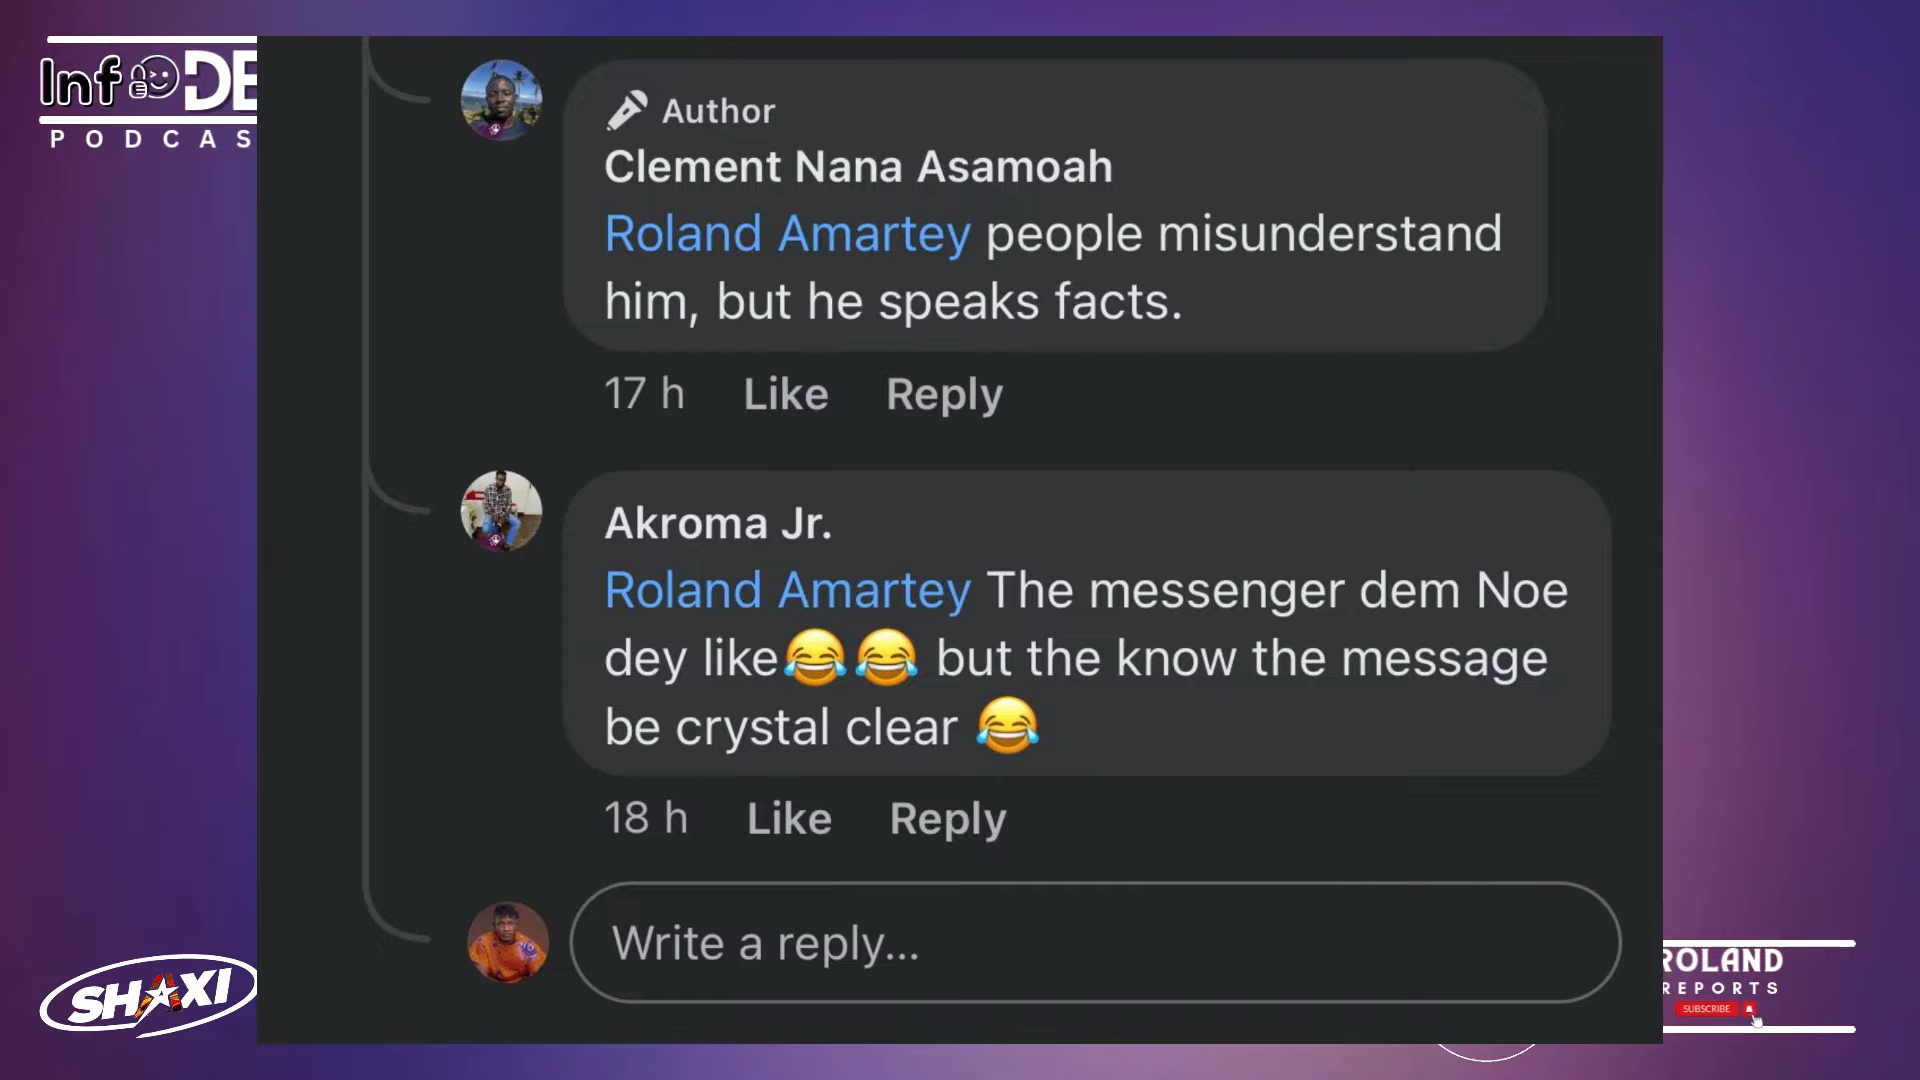 Inf DE
PODCAS
Author
Clement Nana Asamoah
Roland Amartey people misunderstand
him, but he speaks facts.
17 h Like Reply
Akroma Jr.
Roland Amartey The messenger dem Noe
dey like😂😂 but the know the message
be crystal clear 😂
18 h Like Reply
Write a reply...
SHAXI
ROLAND
REPORTS
SUBSCRIBE